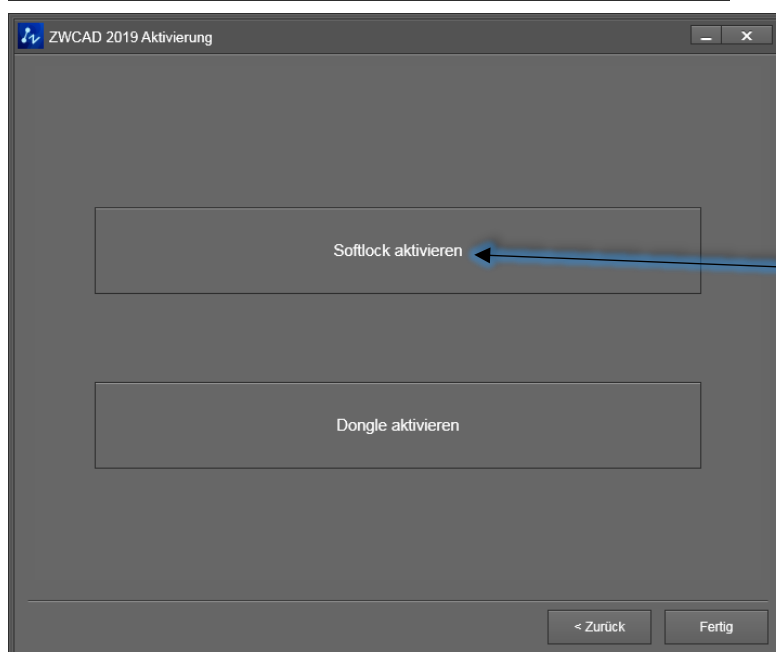 ZWCAD 2019 Aktivierung
Softlock aktivieren
Dongle aktivieren
< Zurück
Fertig